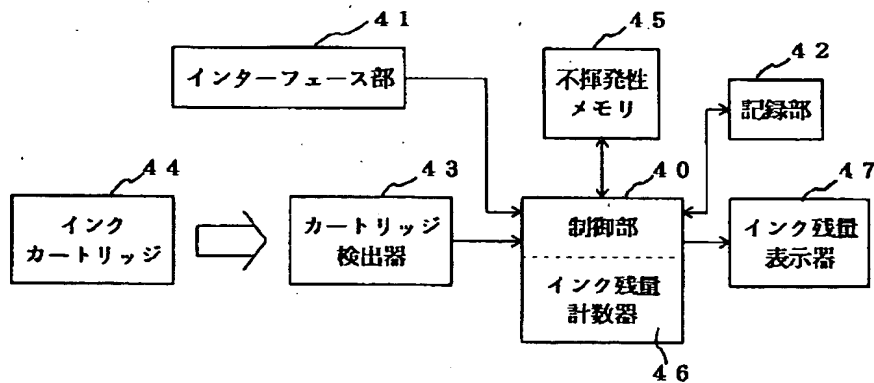 41
インターフェース部
45
不揮発性
メモリ
42
記録部
44
インク
カートリッジ
43
カートリッジ
検出器
40
制御部
インク残量
計数器
46
47
インク残量
表示器